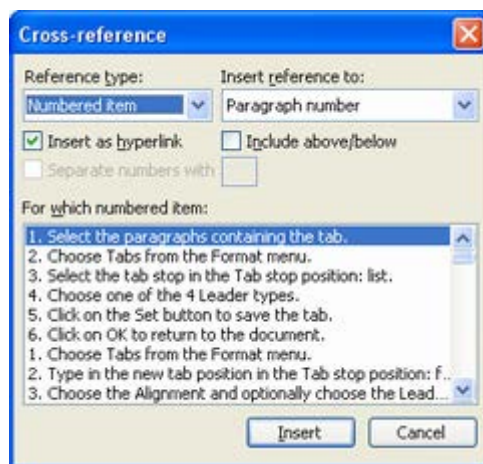 Cross-reference
Reference type: Insert reference to:
Numbered item Paragraph number
Insert as hyperlink Include above/below
Separate numbers with
For which numbered item:
1. Select the paragraphs containing the tab.
2. Choose Tabs from the Format menu.
3. Select the tab stop in the Tab stop position: list.
4. Choose one of the 4 Leader types.
5. Click on the Set button to save the tab.
6. Click on OK to return to the document.
1. Choose Tabs from the Format menu.
2. Type in the new tab position in the Tab stop position: f...
3. Choose the Alignment and optionally choose the Lead...
Insert Cancel